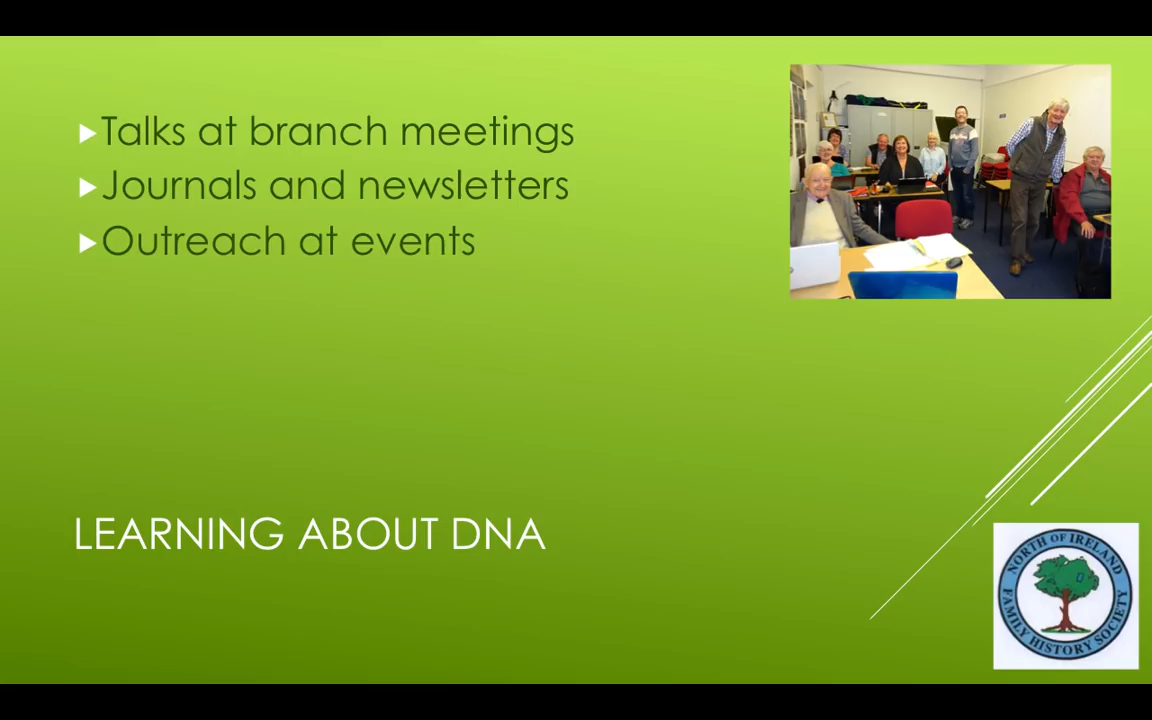 Talks at branch meetings
Journals and newsletters
Outreach at events
LEARNING ABOUT DNA
NORTH OF IRELAND
FAMILY HISTORY SOCIETY